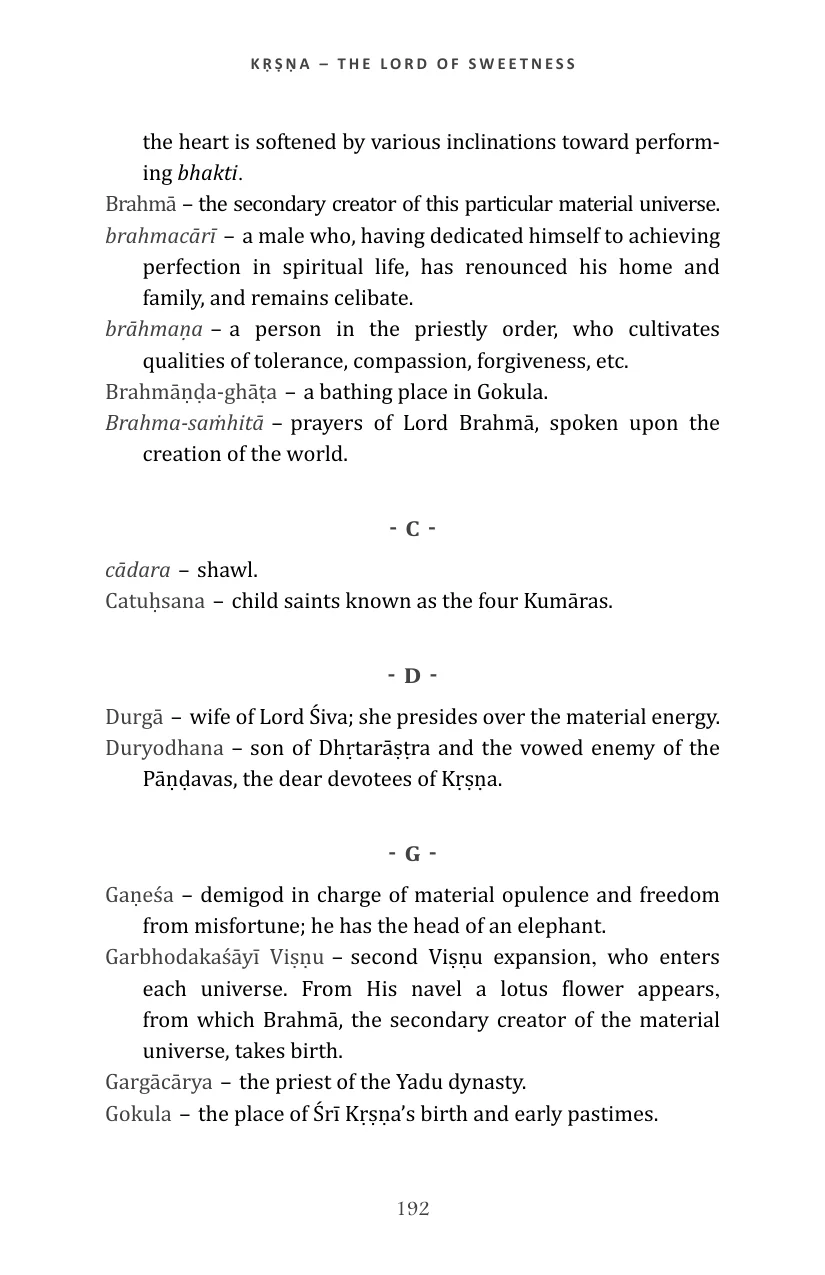 KṚṢṆA – THE LORD OF SWEETNESS
the heart is softened by various inclinations toward perform-
ing bhakti.
Brahmā – the secondary creator of this particular material universe.
brahmacārī – a male who, having dedicated himself to achieving
perfection in spiritual life, has renounced his home and
family, and remains celibate.
brāhmaṇa – a person in the priestly order, who cultivates
qualities of tolerance, compassion, forgiveness, etc.
Brahmāṇḍa-ghāṭa – a bathing place in Gokula.
Brahma-saṁhitā – prayers of Lord Brahmā, spoken upon the
creation of the world.
- C -
cādara – shawl.
Catuḥsana – child saints known as the four Kumāras.
- D -
Durgā – wife of Lord Śiva; she presides over the material energy.
Duryodhana – son of Dhṛtarāṣṭra and the vowed enemy of the
Pāṇḍavas, the dear devotees of Kṛṣṇa.
- G -
Gaṇeśa – demigod in charge of material opulence and freedom
from misfortune; he has the head of an elephant.
Garbhodakaśāyī Viṣṇu – second Viṣṇu expansion, who enters
each universe. From His navel a lotus flower appears,
from which Brahmā, the secondary creator of the material
universe, takes birth.
Gargācārya – the priest of the Yadu dynasty.
Gokula – the place of Śrī Kṛṣṇa’s birth and early pastimes.
192